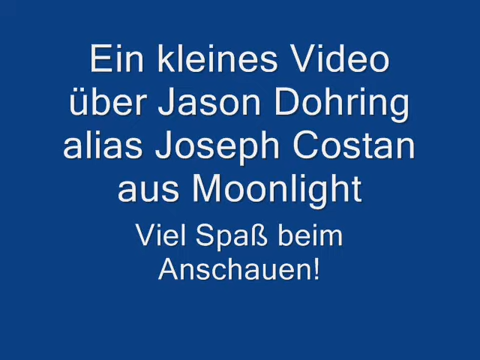 Ein kleines Video
über Jason Dohring
alias Joseph Costan
aus Moonlight
Viel Spaß beim
Anschauen!